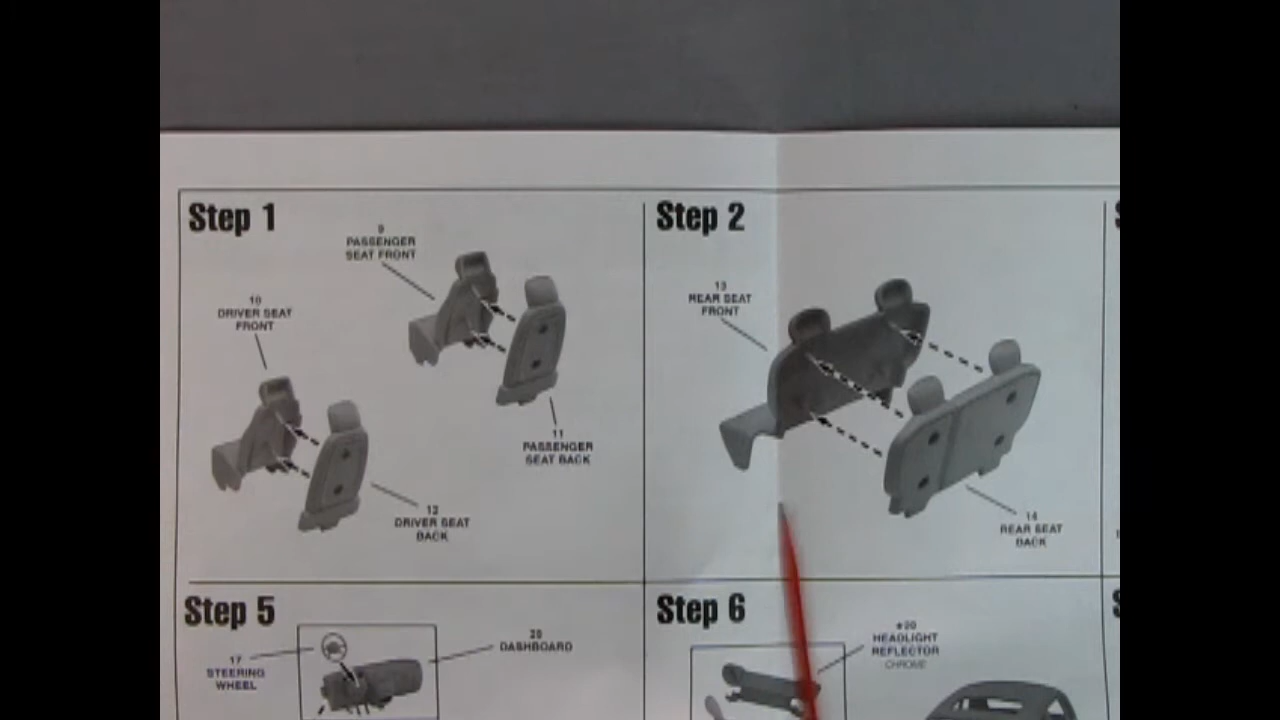 Step 1
9
PASSENGER
SEAT FRONT
10
DRIVER SEAT
FRONT
11
PASSENGER
SEAT BACK
12
DRIVER SEAT
BACK
Step 2
13
REAR SEAT
FRONT
14
REAR SEAT
BACK
Step 5
17
STEERING
WHEEL
DASHBOARD
Step 6
★20
HEADLIGHT
REFLECTOR
CHROME